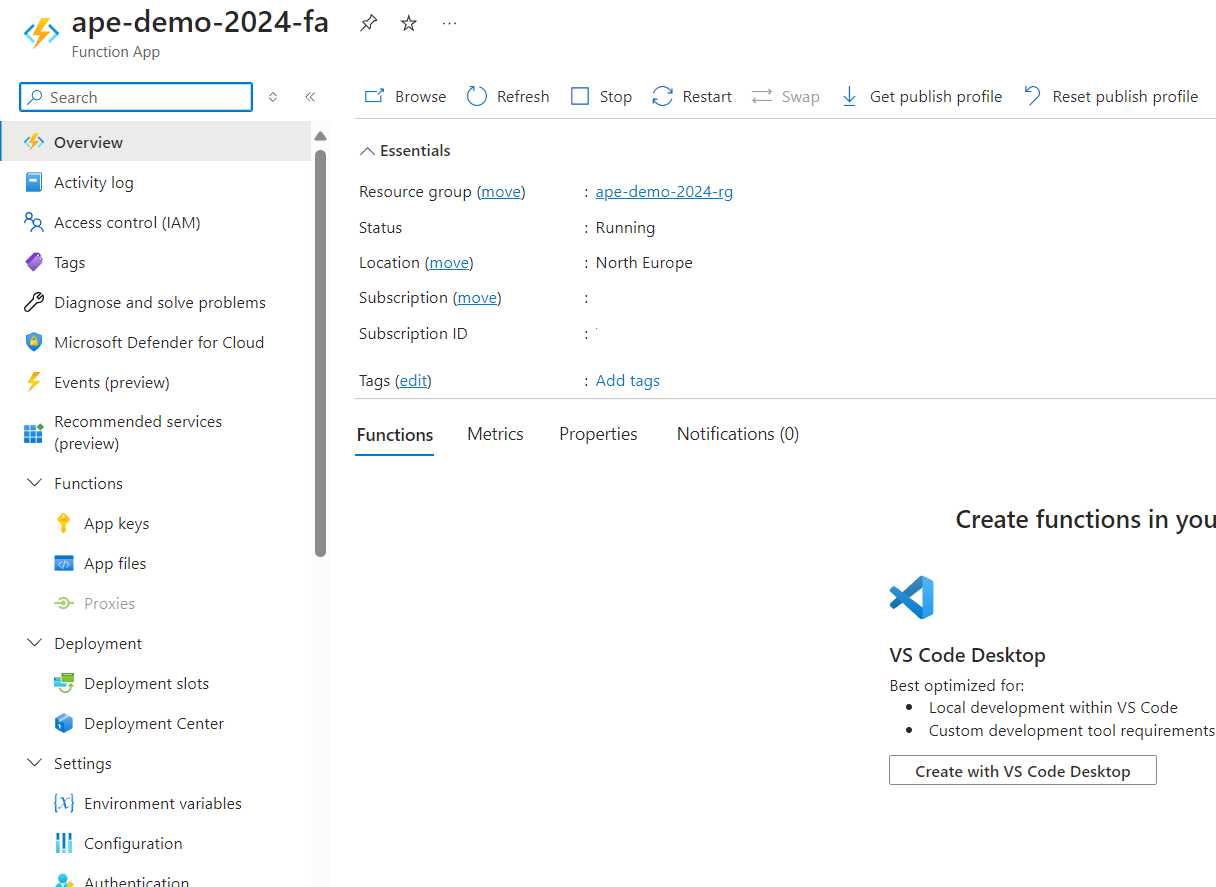 ape-demo-2024-fa
Function App
Search
Browse
Refresh
Stop
Restart
Swap
Get publish profile
Reset publish profile
Overview
Activity log
Access control (IAM)
Tags
Diagnose and solve problems
Microsoft Defender for Cloud
Events (preview)
Recommended services
(preview)
Functions
App keys
App files
Proxies
Deployment
Deployment slots
Deployment Center
Settings
Environment variables
Configuration
Authentication
Essentials
Resource group (move) : ape-demo-2024-rg
Status : Running
Location (move) : North Europe
Subscription (move) :
Subscription ID :
Tags (edit) : Add tags
Functions Metrics Properties Notifications (0)
Create functions in you
VS Code Desktop
Best optimized for:
• Local development within VS Code
• Custom development tool requirements
Create with VS Code Desktop